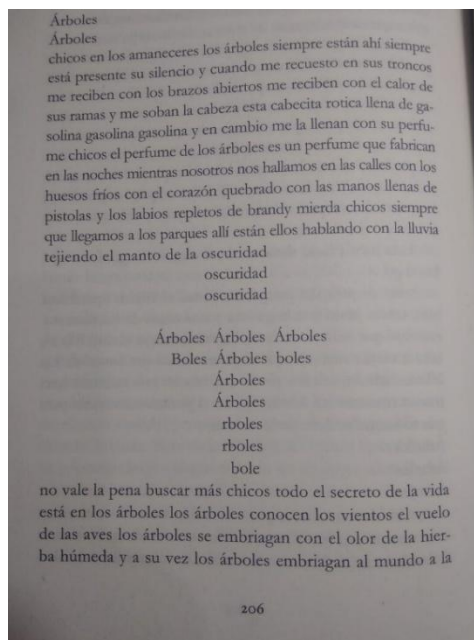 Árboles
Árboles
chicos en los amaneceres los árboles siempre están ahí siempre
está presente su silencio y cuando me recuesto en sus troncos
me reciben con los brazos abiertos me reciben con el calor de
sus ramas y me soban la cabeza esta cabecita rotica llena de ga-
solina gasolina gasolina y en cambio me la llenan con su perfu-
me chicos el perfume de los árboles es un perfume que fabrican
en las noches mientras nosotros nos hallamos en las calles con los
huesos fríos con el corazón quebrado con las manos llenas de
pistolas y los labios repletos de brandy mierda chicos siempre
que llegamos a los parques allí están ellos hablando con la lluvia
tejiendo el manto de la oscuridad
oscuridad
oscuridad
Árboles Árboles Árboles
Boles Árboles boles
Árboles
Árboles
rboles
rboles
bole
no vale la pena buscar más chicos todo el secreto de la vida
está en los árboles los árboles conocen los vientos el vuelo
de las aves los árboles se embriagan con el olor de la hier-
ba húmeda y a su vez los árboles embriagan al mundo a la
206